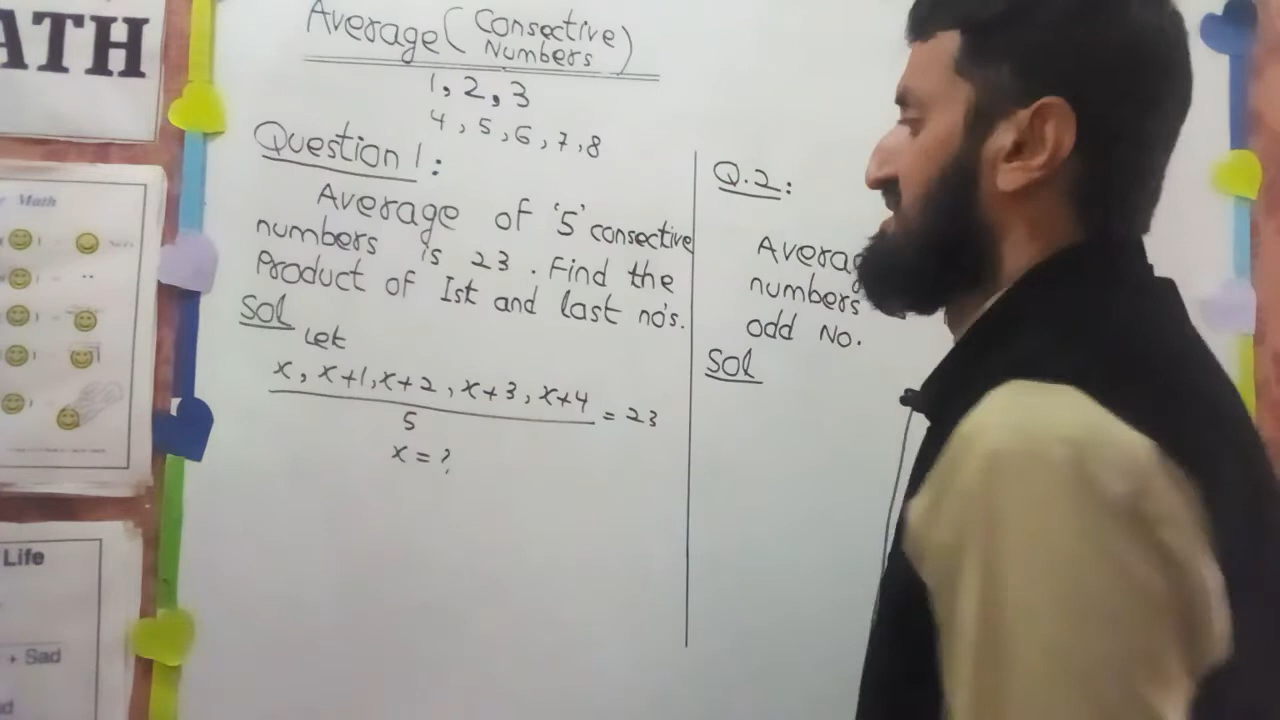 ATH
Math
Life
+ Sad
Average (Consective
Numbers)
1, 2, 3
4, 5, 6, 7, 8
Question 1:
Average of '5' consective
numbers is 23. Find the
Product of Ist and last no's.
Sol
Let
x, x+1, x+2, x+3, x+4
5
= 23
x = ?
Q.2:
Averag
numbers
odd No.
Sol